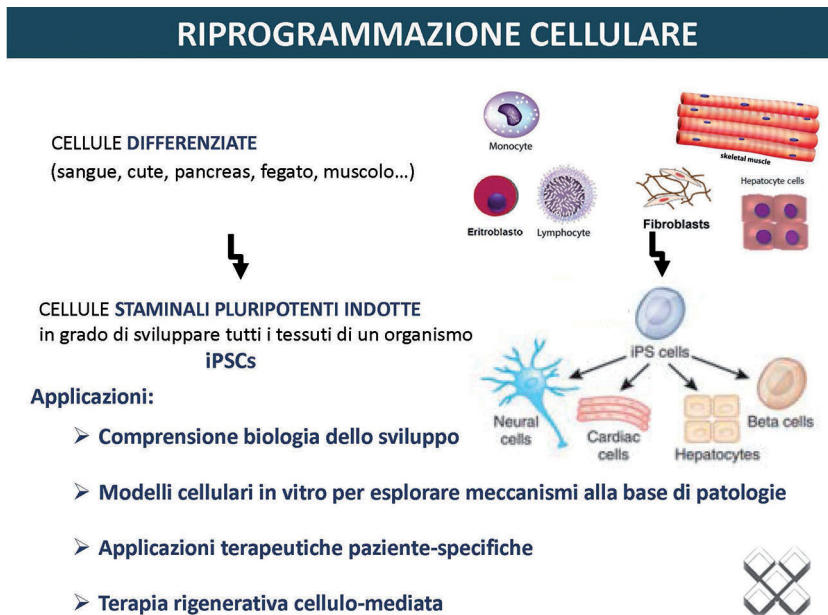 RIPROGRAMMAZIONE CELLULARE
CELLULE DIFFERENZIATE
(sangue, cute, pancreas, fegato, muscolo…)
Monocyte
skeletal muscle
Eritroblasto
Lymphocyte
Fibroblasts
Hepatocyte cells
CELLULE STAMINALI PLURIPOTENTI INDOTTE
in grado di sviluppare tutti i tessuti di un organismo
iPSCs
iPS cells
Neural
cells
Cardiac
cells
Hepatocytes
Beta cells
Applicazioni:
➢ Comprensione biologia dello sviluppo
➢ Modelli cellulari in vitro per esplorare meccanismi alla base di patologie
➢ Applicazioni terapeutiche paziente-specifiche
➢ Terapia rigenerativa cellulo-mediata